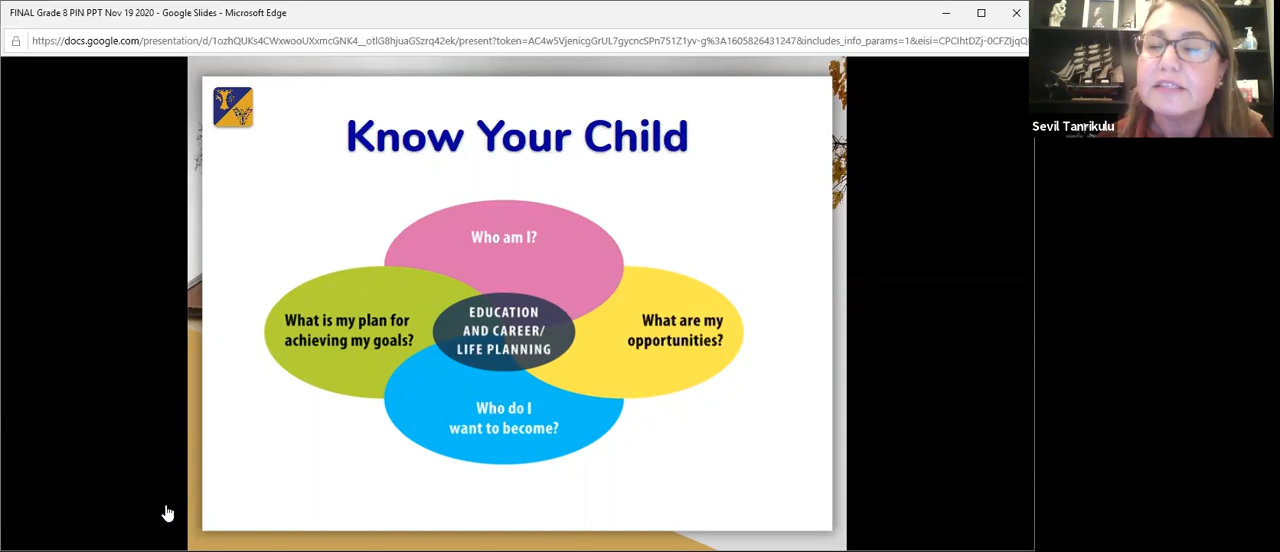 FINAL Grade 8 PIN PPT Nov 19 2020 - Google Slides - Microsoft Edge
Know Your Child
Who am I?
What is my plan for
achieving my goals?
EDUCATION
AND CAREER/
LIFE PLANNING
What are my
opportunities?
Who do I
want to become?
Sevil Tanrikulu